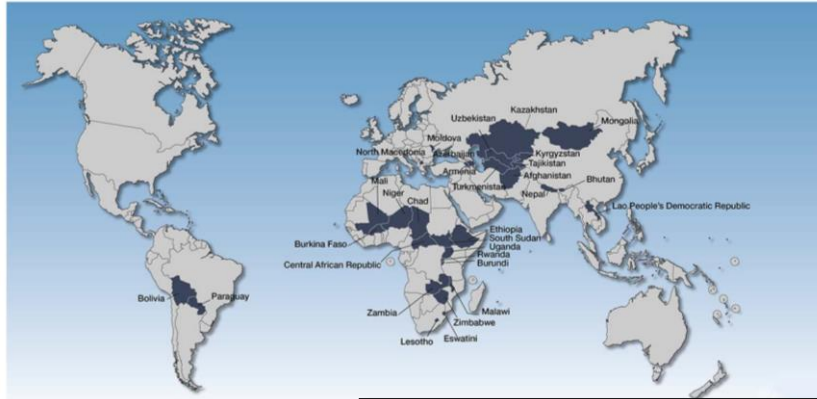 Kazakhstan
Uzbekistan
Mongolia
Moldova
North Macedonia
Azerbaijan
Kyrgyzstan
Tajikistan
Armenia
Afghanistan
Turkmenistan
Bhutan
Nepal
Mali
Niger
Chad
Lao People's Democratic Republic
Ethiopia
South Sudan
Uganda
Rwanda
Burundi
Burkina Faso
Central African Republic
Bolivia
Paraguay
Zambia
Malawi
Zimbabwe
Eswatini
Lesotho